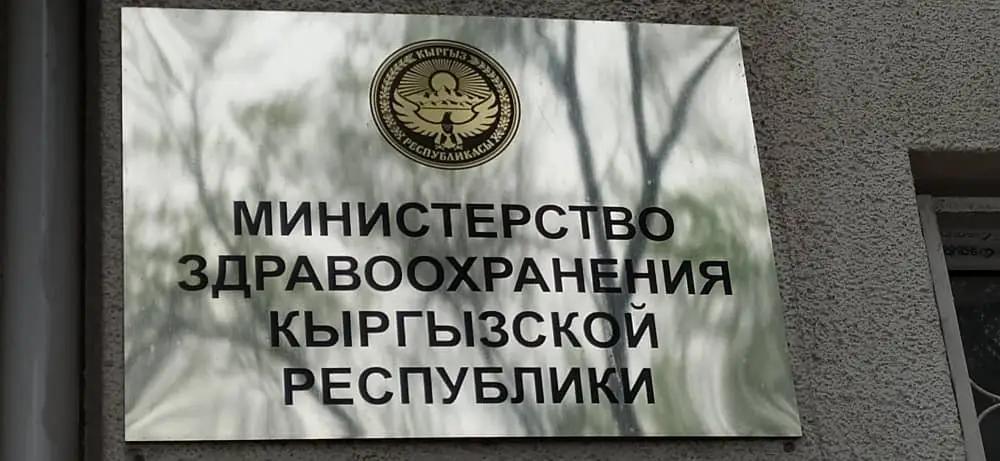 КЫРГЫЗ
РЕСПУБЛИКАСЫ
МИНИСТЕРСТВО
ЗДРАВООХРАНЕНИЯ
КЫРГЫЗСКОЙ
РЕСПУБЛИКИ